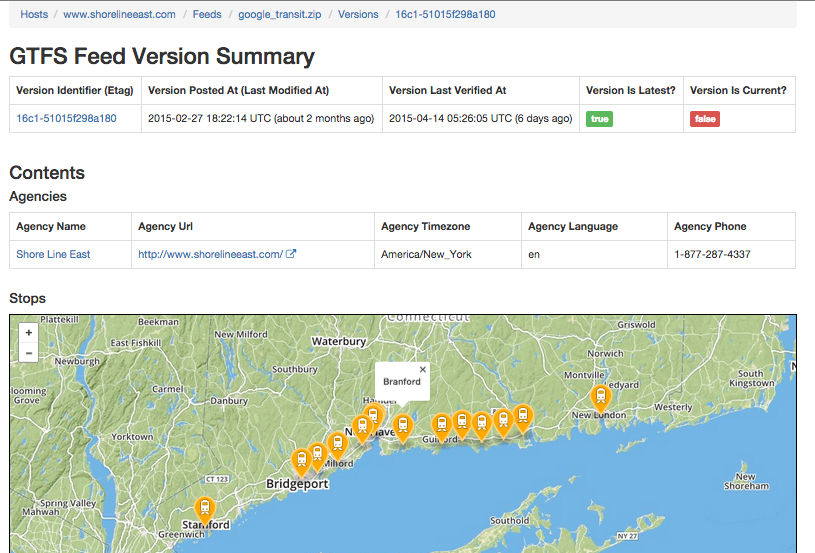 Hosts / www.shorelineeast.com / Feeds / google_transit.zip / Versions / 16c1-51015f298a180
GTFS Feed Version Summary
Version Identifier (Etag) Version Posted At (Last Modified At) Version Last Verified At Version Is Latest? Version Is Current?
16c1-51015f298a180 2015-02-27 18:22:14 UTC (about 2 months ago) 2015-04-14 05:26:05 UTC (6 days ago) true false
Contents
Agencies
Agency Name Agency Url Agency Timezone Agency Language Agency Phone
Shore Line East http://www.shorelineeast.com/ America/New_York en 1-877-287-4337
Stops
Plattekill Beekman Connecticut
+ East Fishkill New Milford Waterbury Griswold
−
Newburgh Southbury Norwich
Branford ×
Montville Ledyard South Kingstown
looming Grove Carmel Danbury Hamden
New London Westerly
Yorktown Guilford
Milford
CT 123 Bridgeport New Shoreham
Spring Valley
Mahwah Stamford Southold
Greenwich NY 27